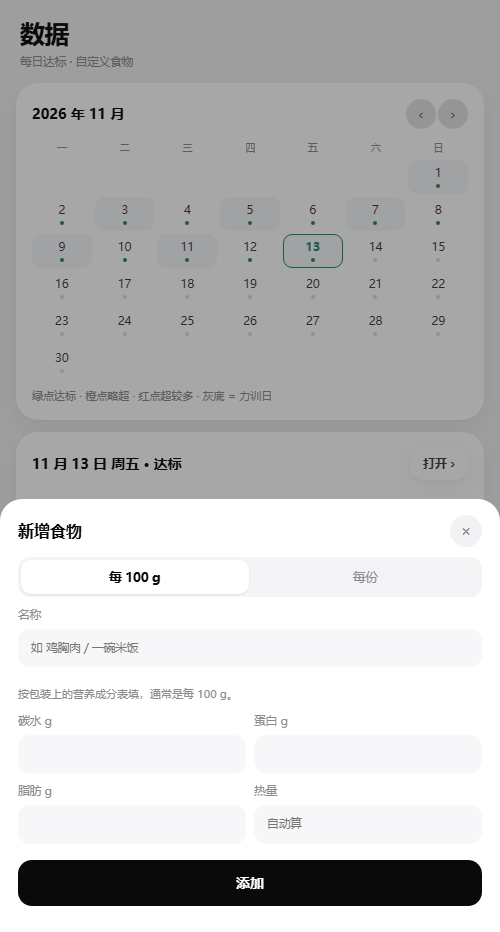 数据
每日达标 · 自定义食物
2026 年 11 月
‹ ›
一 二 三 四 五 六 日
1
2 3 4 5 6 7 8
9 10 11 12 13 14 15
16 17 18 19 20 21 22
23 24 25 26 27 28 29
30
绿点达标 · 橙点略超 · 红点超较多 · 灰底 = 力训日
11 月 13 日 周五 • 达标
打开 ›
新增食物
×
每 100 g
每份
名称
如 鸡胸肉 / 一碗米饭
按包装上的营养成分表填，通常是每 100 g。
碳水 g
蛋白 g
脂肪 g
热量
自动算
添加